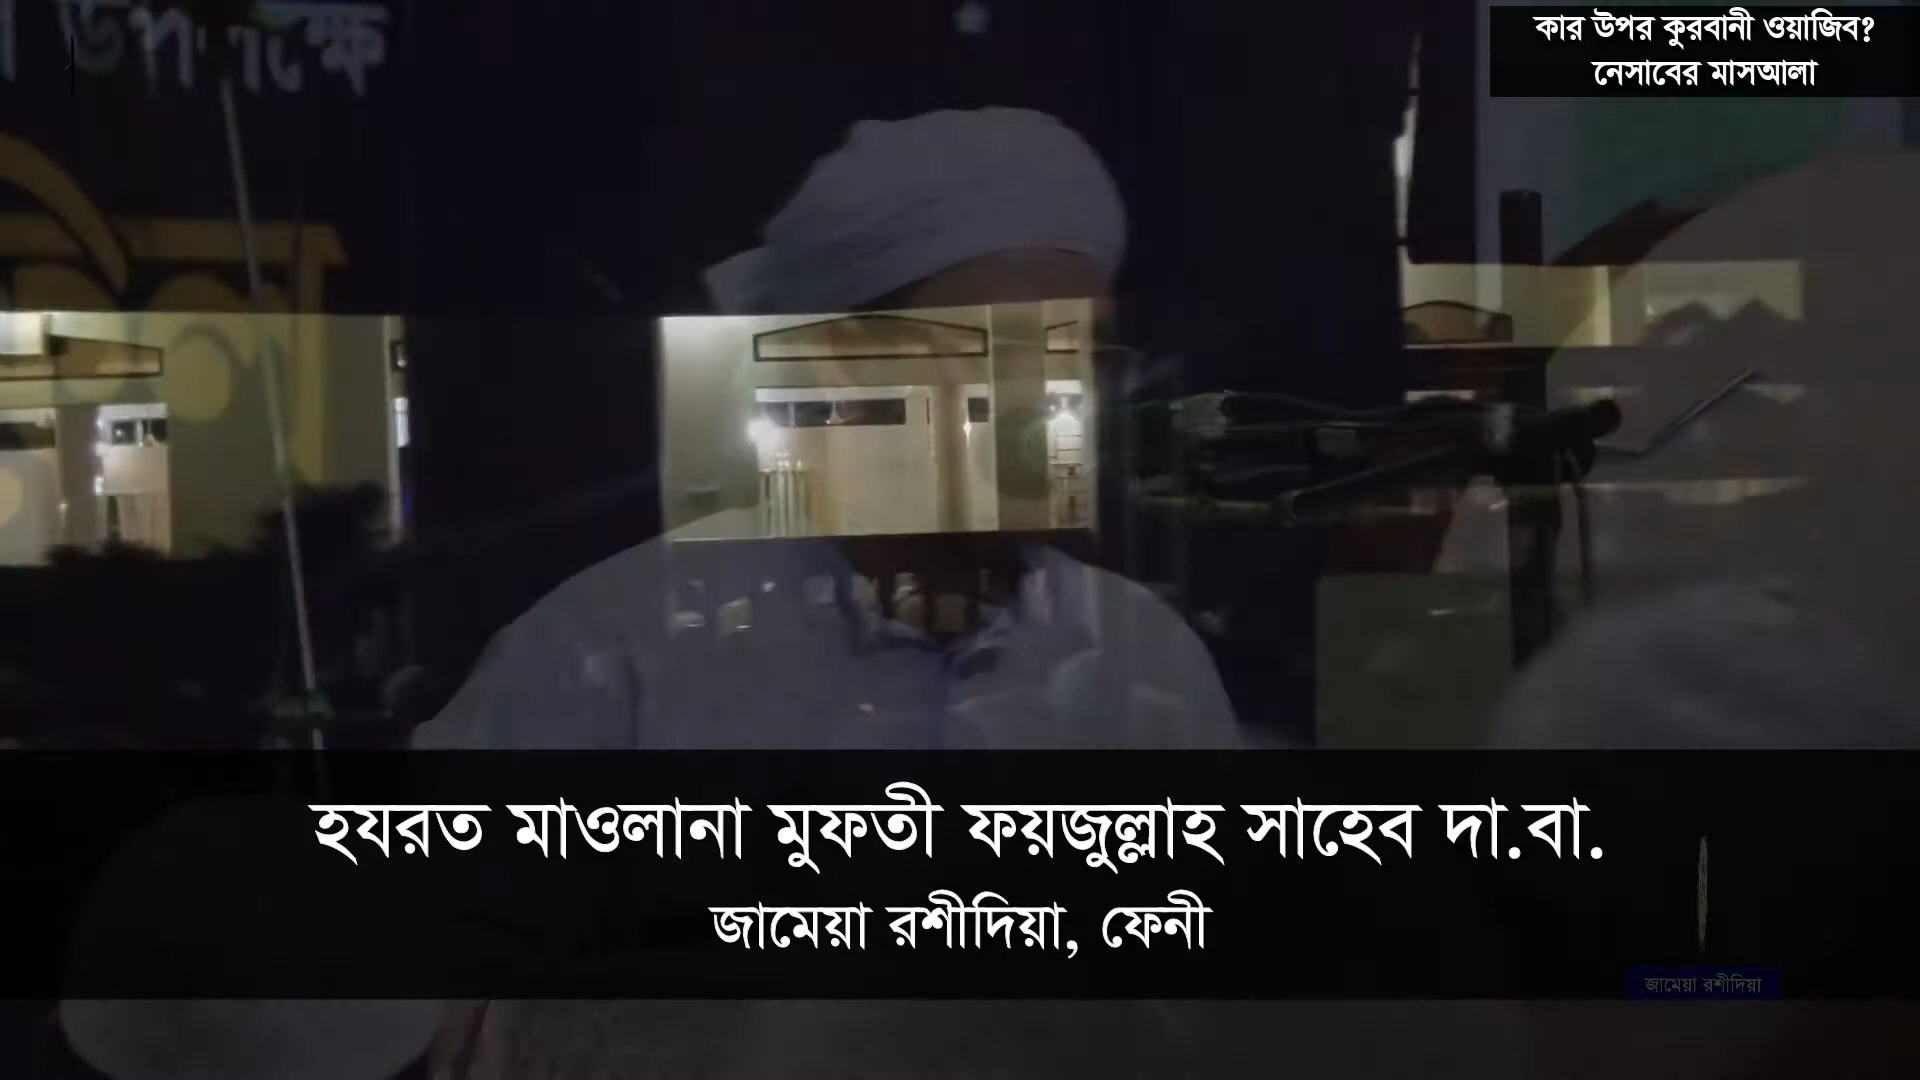 কার উপর কুরবানী ওয়াজিব?
নেসাবের মাসআলা
হযরত মাওলানা মুফতী ফয়জুল্লাহ সাহেব দা.বা.
জামেয়া রশীদিয়া, ফেনী
জামেয়া রশীদিয়া